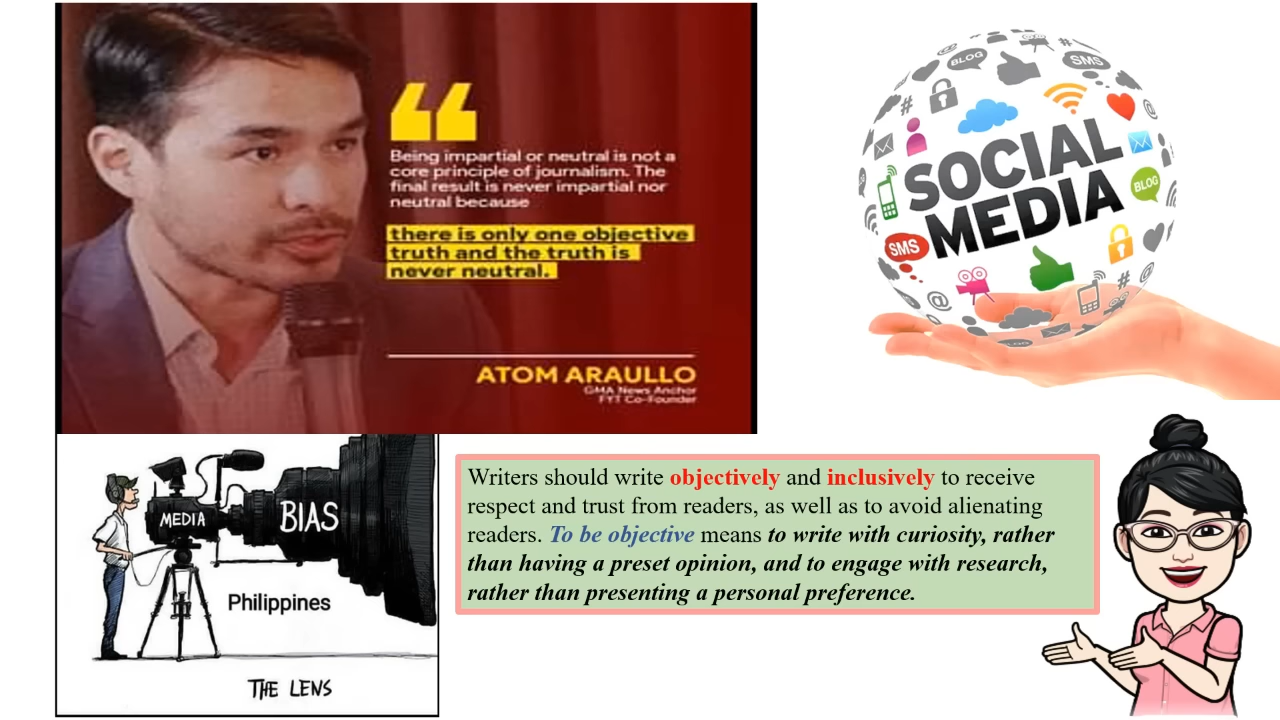 Being impartial or neutral is not a
core principle of journalism. The
final result is never impartial nor
neutral because
there is only one objective
truth and the truth is
never neutral.
ATOM ARAULLO
GMA News Anchor
FYT Co-Founder
BLOG
SMS
#
SOCIAL
MEDIA
BLOG
SMS
@
#
@
MEDIA
BIAS
Philippines
THE LENS
Writers should write objectively and inclusively to receive
respect and trust from readers, as well as to avoid alienating
readers. To be objective means to write with curiosity, rather
than having a preset opinion, and to engage with research,
rather than presenting a personal preference.